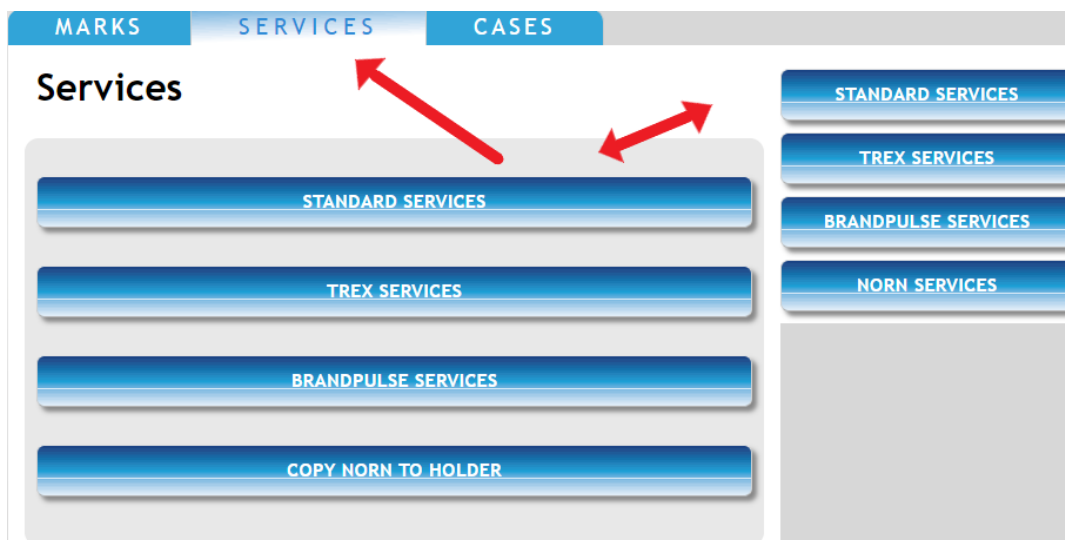 MARKS
SERVICES
CASES
Services
STANDARD SERVICES
TREX SERVICES
BRANDPULSE SERVICES
COPY NORN TO HOLDER
STANDARD SERVICES
TREX SERVICES
BRANDPULSE SERVICES
NORN SERVICES